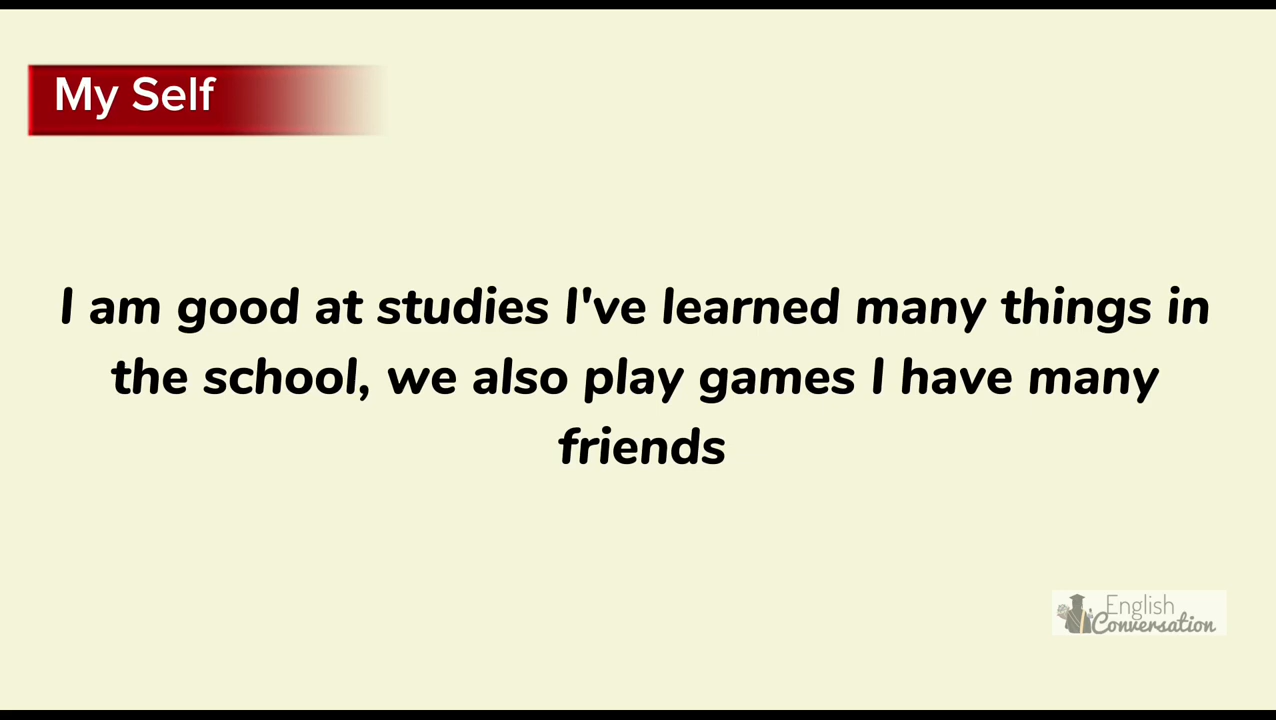 My Self
I am good at studies I've learned many things in
the school, we also play games I have many
friends
English
Conversation